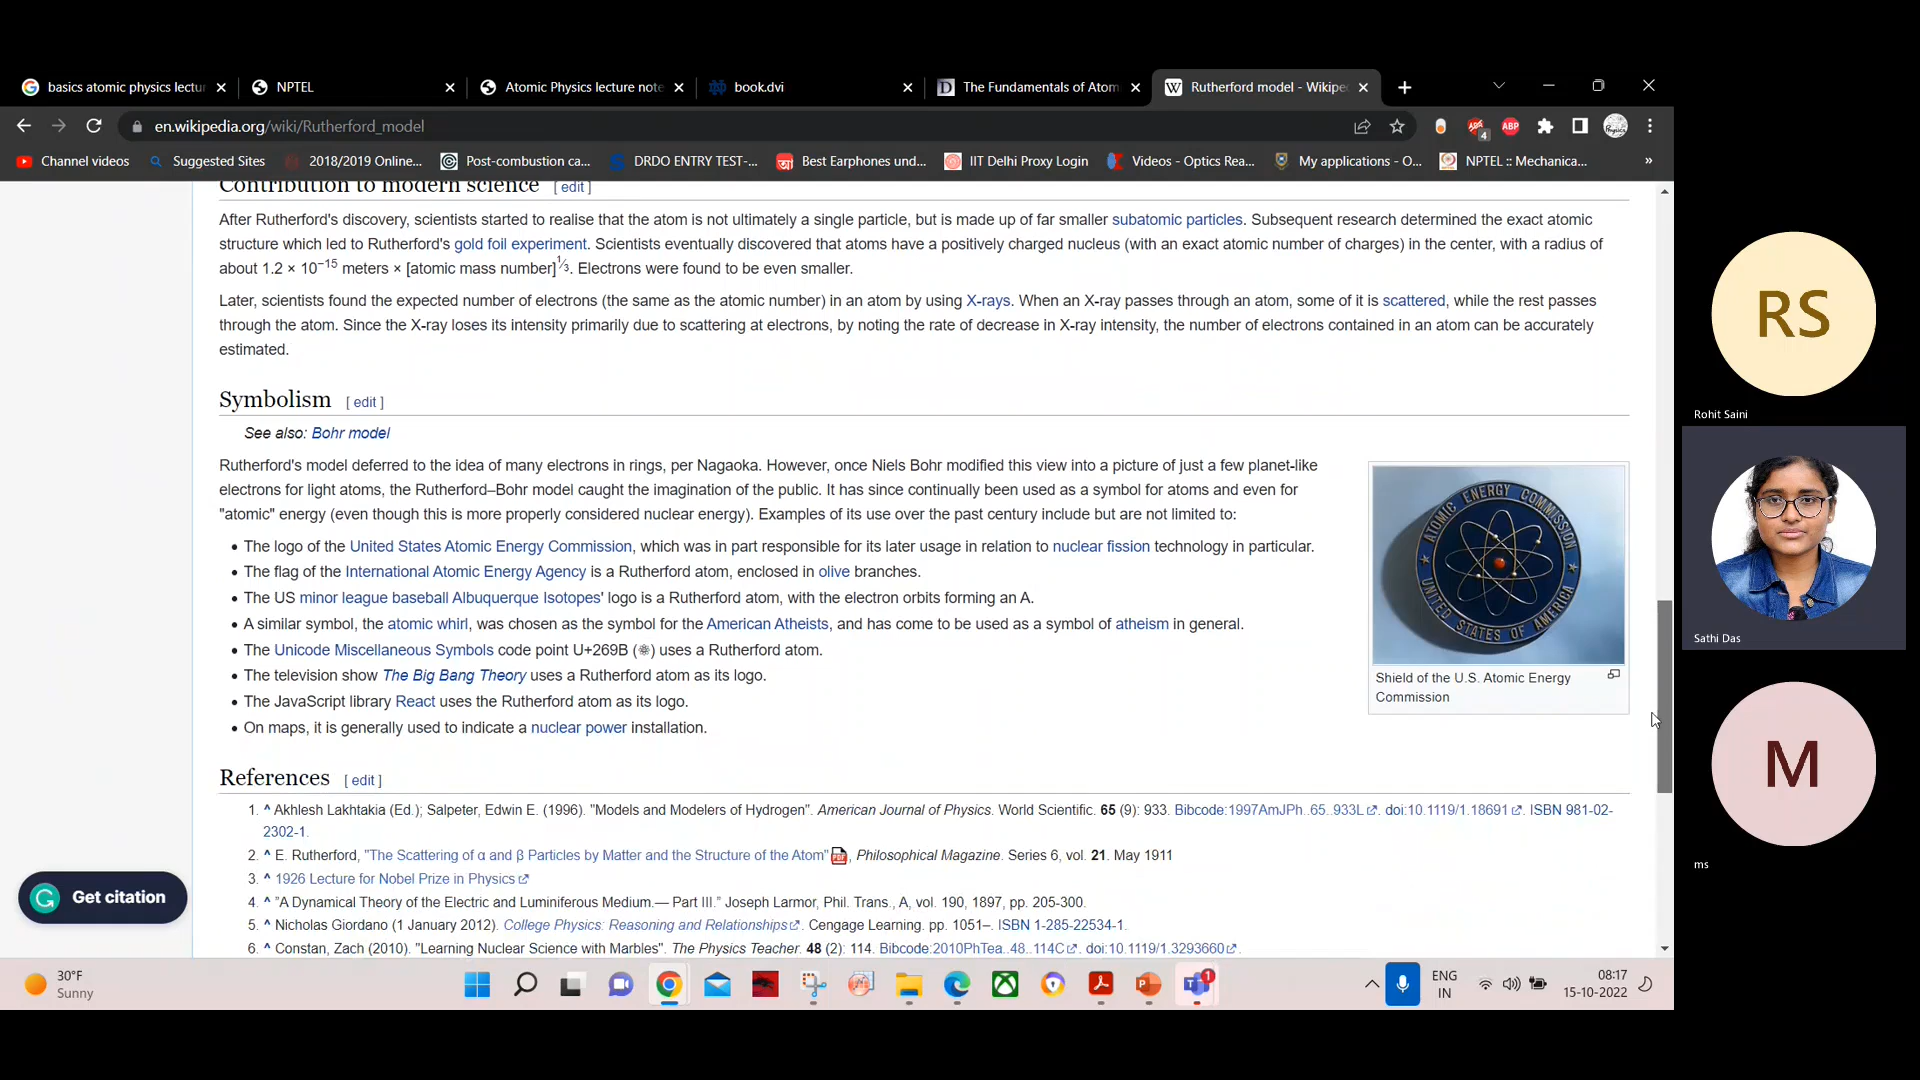 basics atomic physics lectur
NPTEL
Atomic Physics lecture note
book.dvi
The Fundamentals of Atom
Rutherford model - Wikipe
en.wikipedia.org/wiki/Rutherford_model
4
ABP
Physics
Channel videos
Suggested Sites
2018/2019 Online...
Post-combustion ca...
DRDO ENTRY TEST-...
Best Earphones und...
IIT Delhi Proxy Login
Videos - Optics Rea...
My applications - O...
NPTEL :: Mechanica...
»
Contribution to modern science [ edit ]
After Rutherford's discovery, scientists started to realise that the atom is not ultimately a single particle, but is made up of far smaller subatomic particles. Subsequent research determined the exact atomic
structure which led to Rutherford's gold foil experiment. Scientists eventually discovered that atoms have a positively charged nucleus (with an exact atomic number of charges) in the center, with a radius of
about 1.2 × 10⁻¹⁵ meters × [atomic mass number]^1⁄3. Electrons were found to be even smaller.
Later, scientists found the expected number of electrons (the same as the atomic number) in an atom by using X-rays. When an X-ray passes through an atom, some of it is scattered, while the rest passes
through the atom. Since the X-ray loses its intensity primarily due to scattering at electrons, by noting the rate of decrease in X-ray intensity, the number of electrons contained in an atom can be accurately
estimated.
Symbolism [ edit ]
See also: Bohr model
Rutherford's model deferred to the idea of many electrons in rings, per Nagaoka. However, once Niels Bohr modified this view into a picture of just a few planet-like
electrons for light atoms, the Rutherford–Bohr model caught the imagination of the public. It has since continually been used as a symbol for atoms and even for
"atomic" energy (even though this is more properly considered nuclear energy). Examples of its use over the past century include but are not limited to:
• The logo of the United States Atomic Energy Commission, which was in part responsible for its later usage in relation to nuclear fission technology in particular.
• The flag of the International Atomic Energy Agency is a Rutherford atom, enclosed in olive branches.
• The US minor league baseball Albuquerque Isotopes' logo is a Rutherford atom, with the electron orbits forming an A.
• A similar symbol, the atomic whirl, was chosen as the symbol for the American Atheists, and has come to be used as a symbol of atheism in general.
• The Unicode Miscellaneous Symbols code point U+269B (⚛) uses a Rutherford atom.
• The television show The Big Bang Theory uses a Rutherford atom as its logo.
• The JavaScript library React uses the Rutherford atom as its logo.
• On maps, it is generally used to indicate a nuclear power installation.
ATOMIC ENERGY COMMISSION
UNITED STATES OF AMERICA
Shield of the U.S. Atomic Energy
Commission
References [ edit ]
1. ^ Akhlesh Lakhtakia (Ed.); Salpeter, Edwin E. (1996). "Models and Modelers of Hydrogen". American Journal of Physics. World Scientific. 65 (9): 933. Bibcode:1997AmJPh..65..933L. doi:10.1119/1.18691. ISBN 981-02-
2302-1.
2. ^ E. Rutherford, "The Scattering of α and β Particles by Matter and the Structure of the Atom", Philosophical Magazine. Series 6, vol. 21. May 1911
3. ^ 1926 Lecture for Nobel Prize in Physics
4. ^ "A Dynamical Theory of the Electric and Luminiferous Medium.— Part III." Joseph Larmor, Phil. Trans., A, vol. 190, 1897, pp. 205-300.
5. ^ Nicholas Giordano (1 January 2012). College Physics: Reasoning and Relationships. Cengage Learning. pp. 1051–. ISBN 1-285-22534-1.
6. ^ Constan, Zach (2010). "Learning Nuclear Science with Marbles". The Physics Teacher. 48 (2): 114. Bibcode:2010PhTea..48..114C. doi:10.1119/1.3293660.
Get citation
30°F
Sunny
1
ENG
IN
08:17
15-10-2022
RS
Rohit Saini
Sathi Das
M
ms